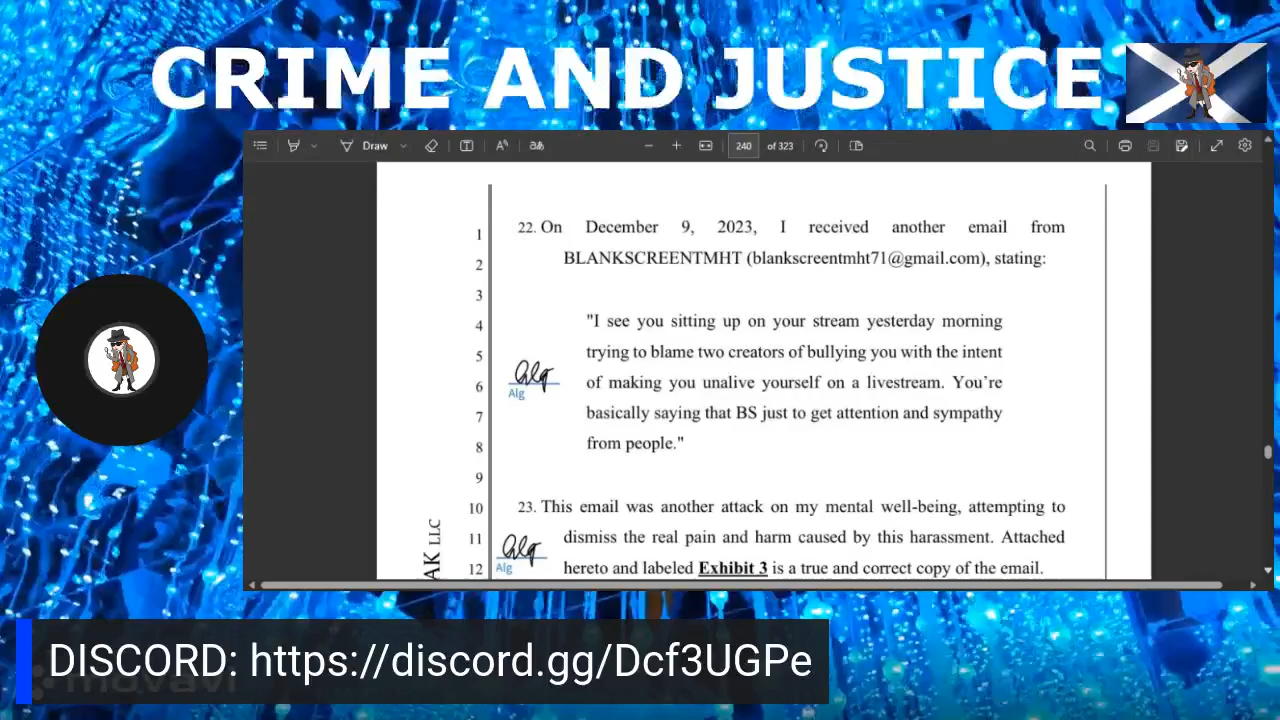 CRIME AND JUSTICE
Draw
240 of 323
22. On December 9, 2023, I received another email from
1
BLANKSCREENTMHT (blankscreentmht71@gmail.com), stating:
2
3
"I see you sitting up on your stream yesterday morning
4
trying to blame two creators of bullying you with the intent
5
of making you unalive yourself on a livestream. You're
6
Alg
Alg
basically saying that BS just to get attention and sympathy
7
from people."
8
9
23. This email was another attack on my mental well-being, attempting to
10
dismiss the real pain and harm caused by this harassment. Attached
11
Alg
Alg
hereto and labeled Exhibit 3 is a true and correct copy of the email.
12
AK LLC
DISCORD: https://discord.gg/Dcf3UGPe